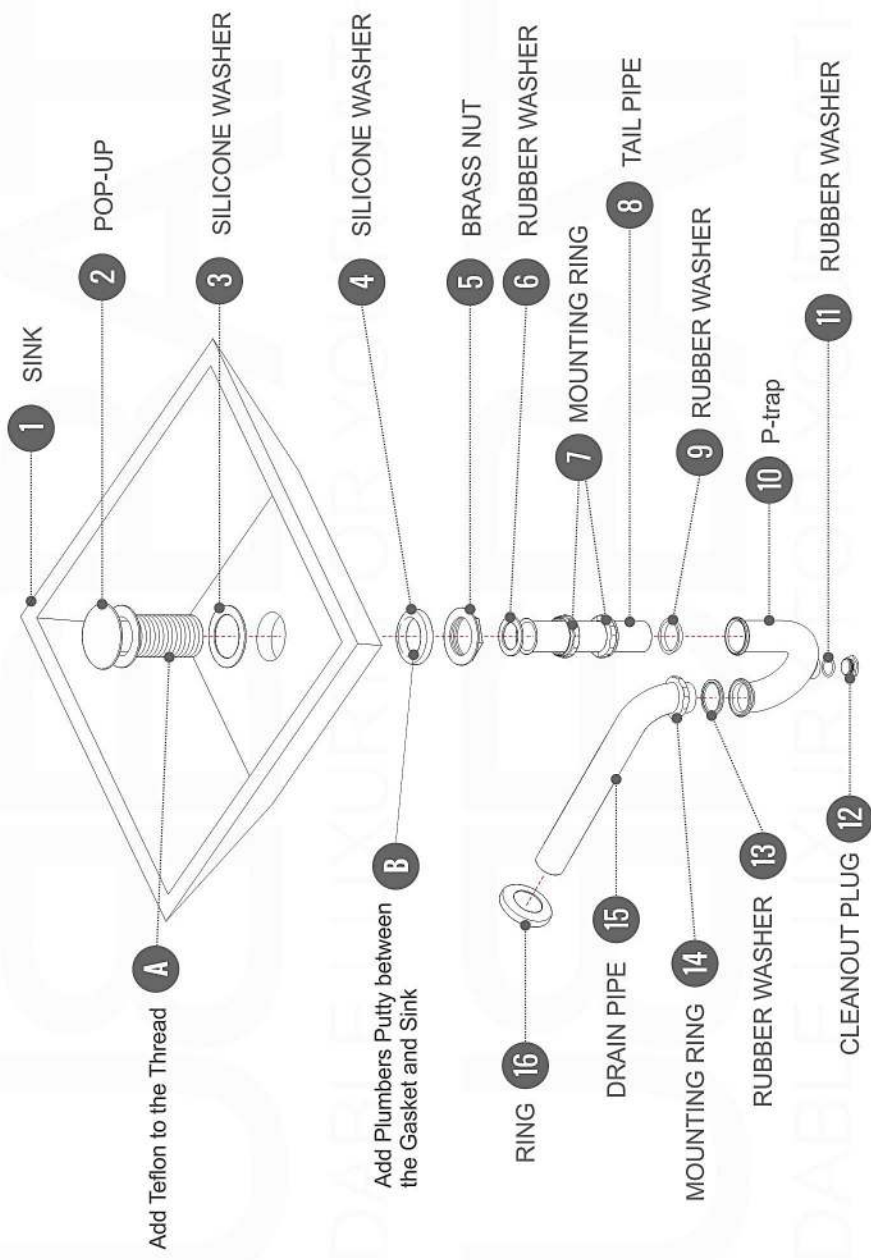 1 SINK
2 POP-UP
3 SILICONE WASHER
4 SILICONE WASHER
5 BRASS NUT
6 RUBBER WASHER
7 MOUNTING RING
8 TAIL PIPE
9 RUBBER WASHER
10 P-trap
11 RUBBER WASHER
A
Add Teflon to the Thread
B
Add Plumbers Putty between
the Gasket and Sink
RING 16
DRAIN PIPE 15
MOUNTING RING 14
RUBBER WASHER 13
CLEANOUT PLUG 12